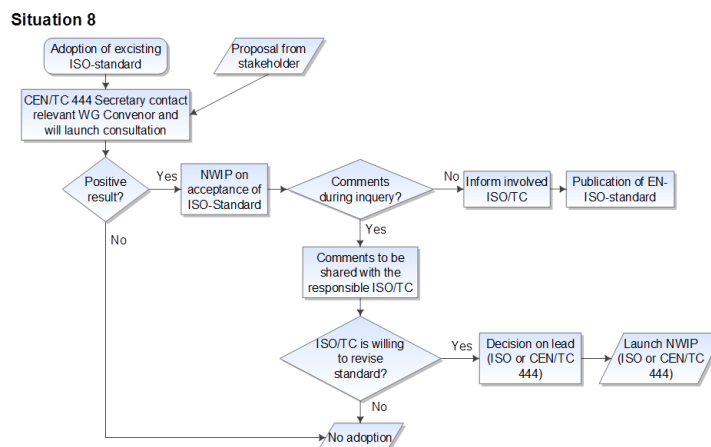 Situation 8
Adoption of excisting
ISO-standard
Proposal from
stakeholder
CEN/TC 444 Secretary contact
relevant WG Convenor and
will launch consultation
Positive
result?
Yes
NWIP on
acceptance of
ISO-Standard
Comments
during inquery?
No
Inform involved
ISO/TC
Publication of EN-
ISO-standard
No
Yes
Comments to be
shared with the
responsible ISO/TC
ISO/TC is willing
to revise
standard?
Yes
Decision on lead
(ISO or CEN/TC
444)
Launch NWIP
(ISO or CEN/TC
444)
No
No adoption